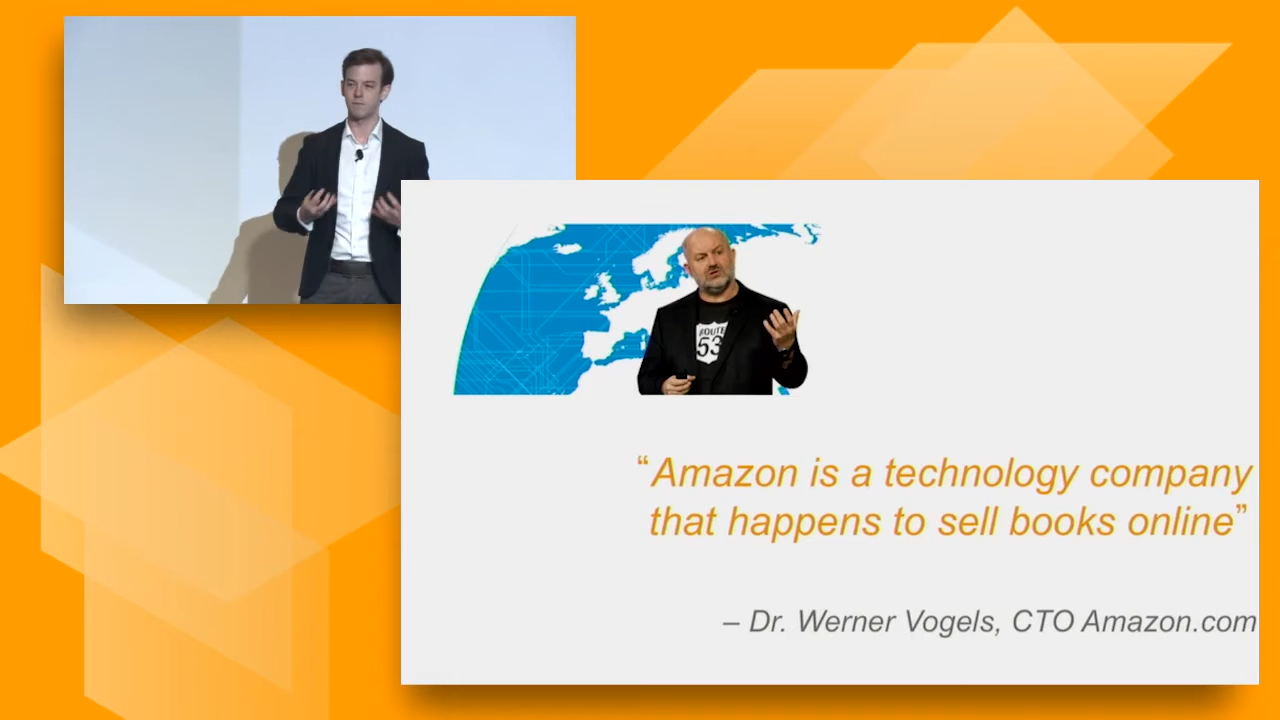 ROUTE
53
“Amazon is a technology company
that happens to sell books online”
– Dr. Werner Vogels, CTO Amazon.com